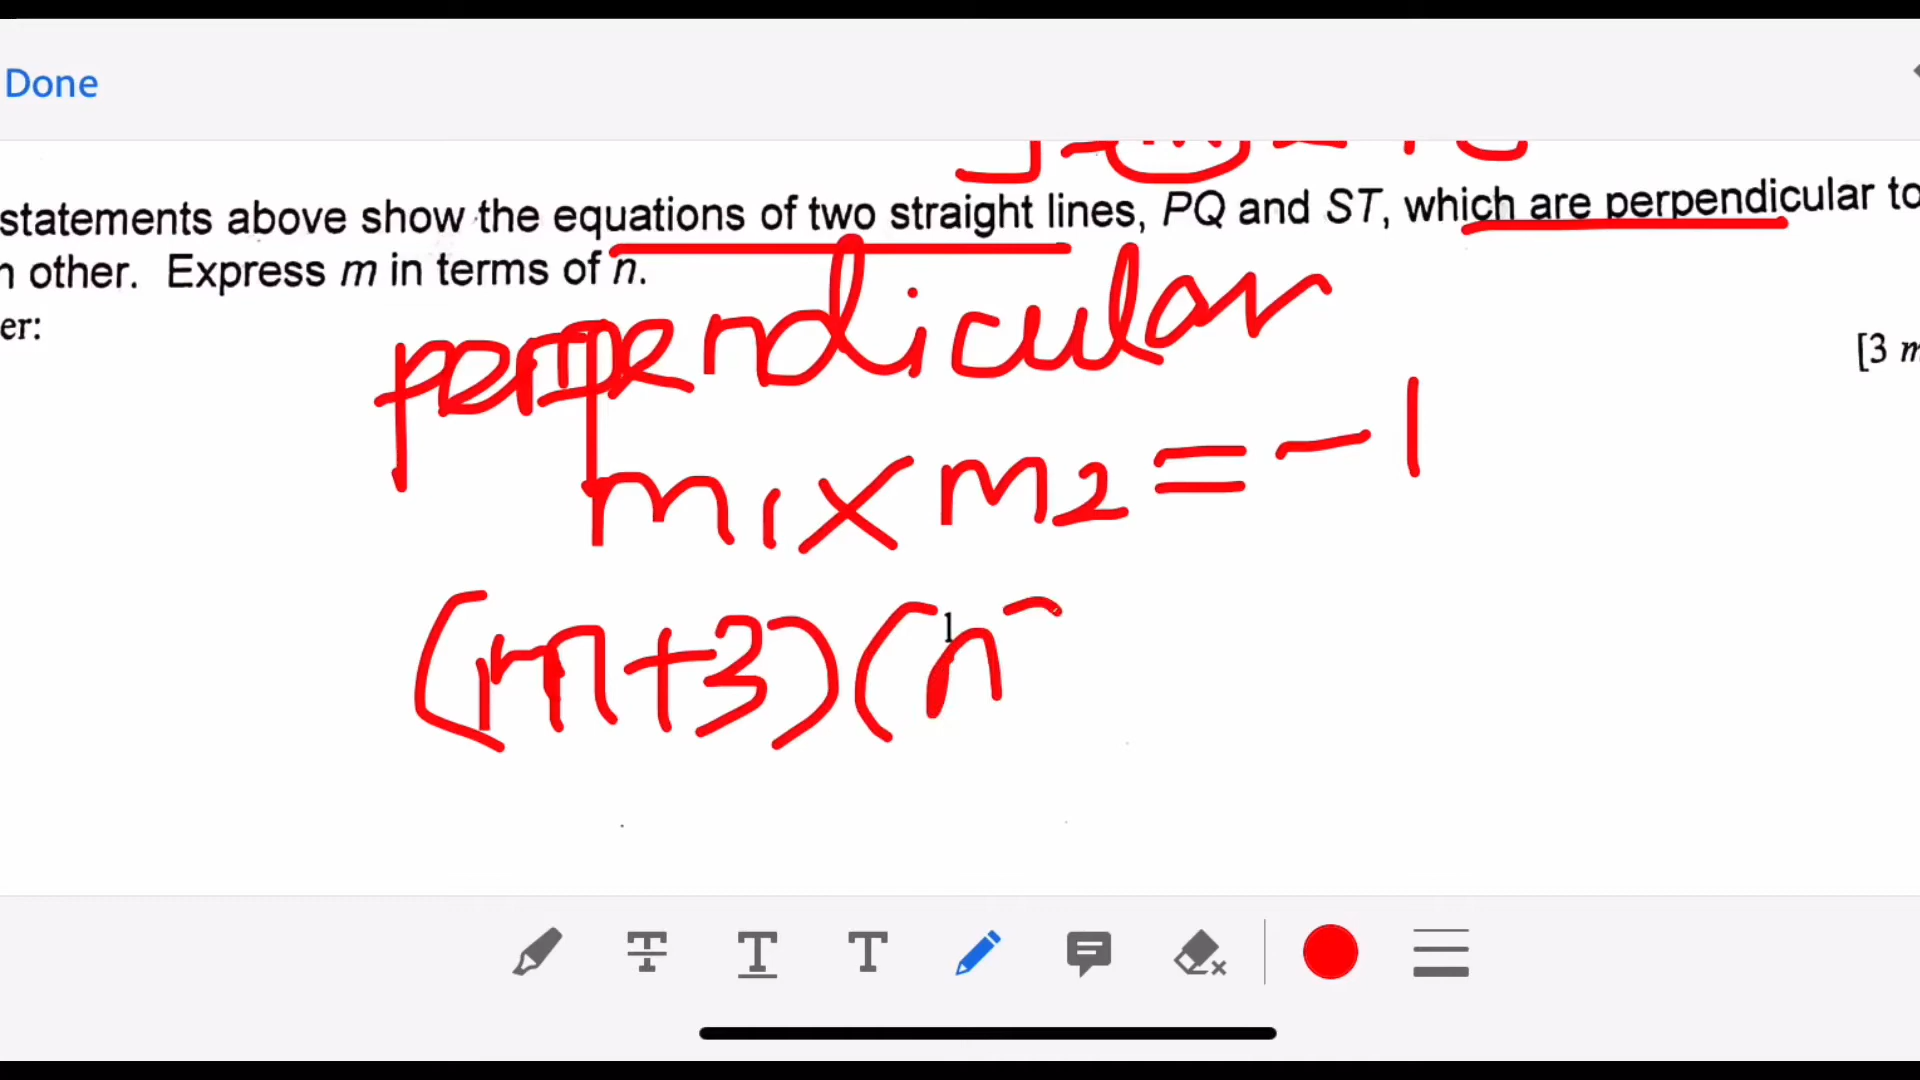 Done
statements above show the equations of two straight lines, PQ and ST, which are perpendicular to
other. Express m in terms of n.
er:
[3 m
perpendicular
m1 × m2 = -1
(m+3)(n
1